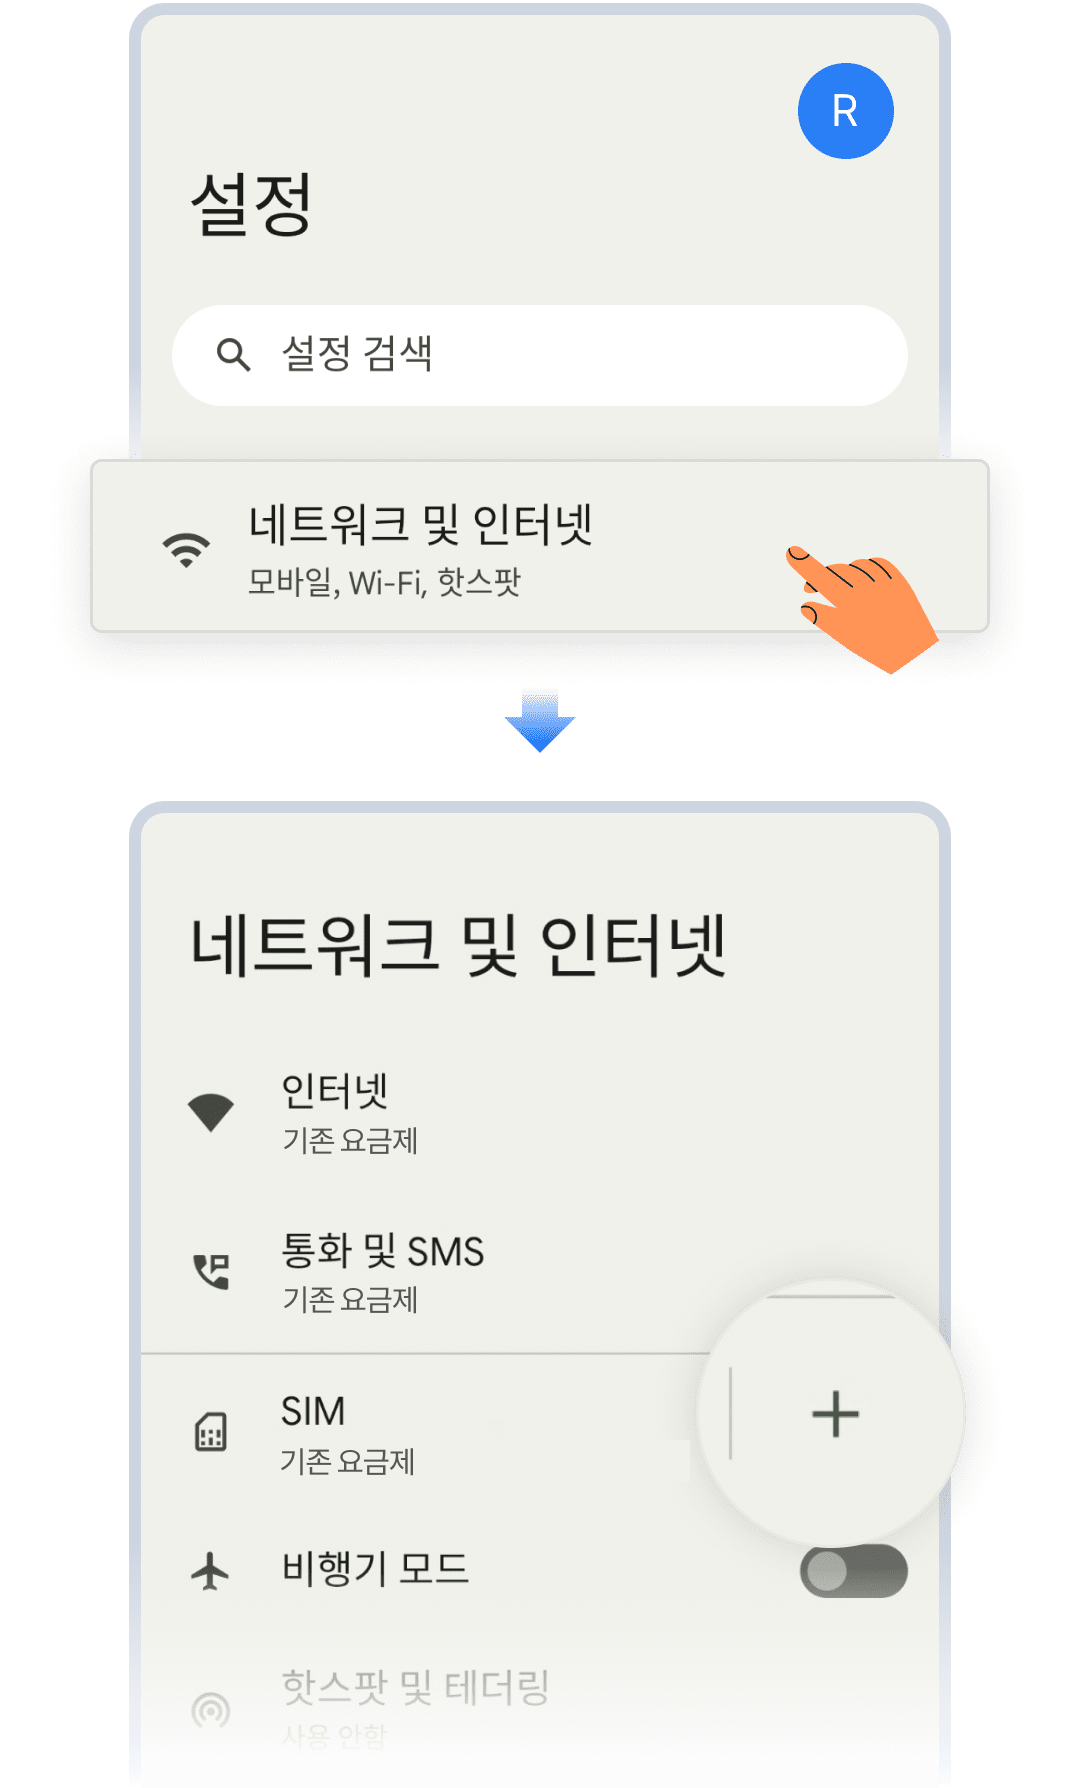 R
설정
설정 검색
네트워크 및 인터넷
모바일, Wi-Fi, 핫스팟
네트워크 및 인터넷
인터넷
기존 요금제
통화 및 SMS
기존 요금제
SIM
기존 요금제
비행기 모드
핫스팟 및 테더링
사용 안함